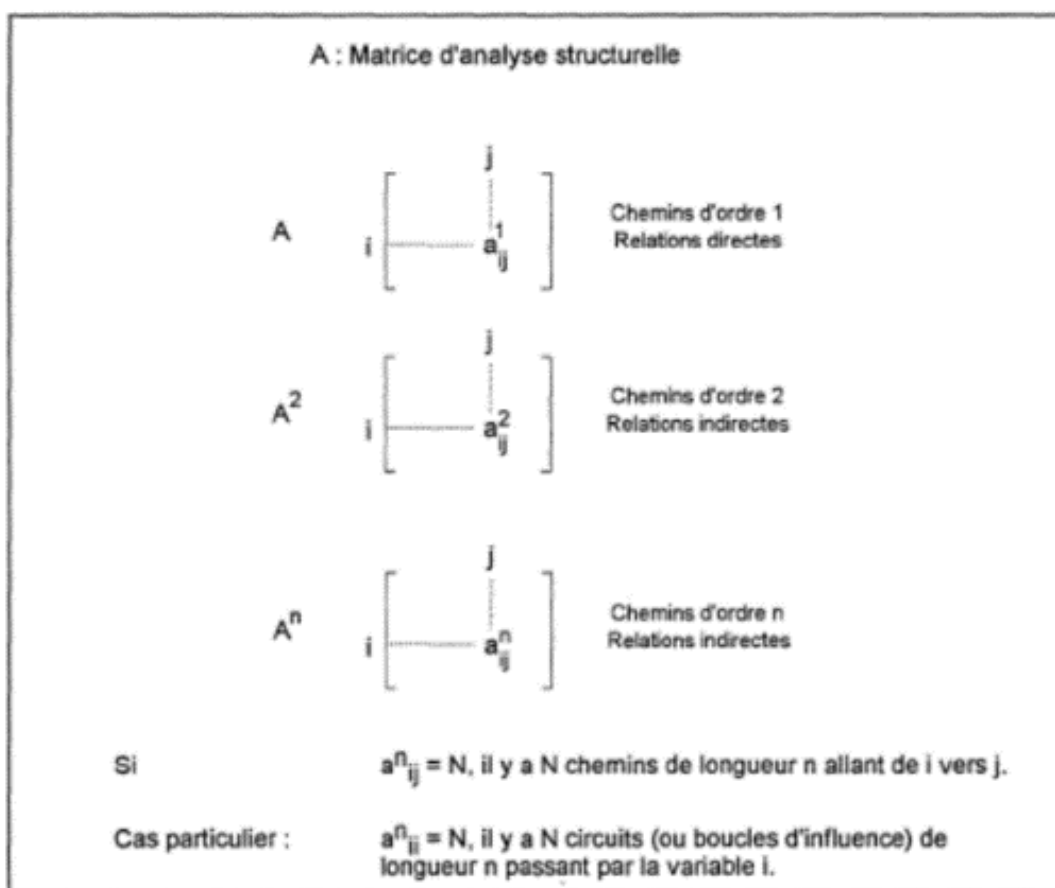 A : Matrice d'analyse structurelle
j
A i a¹ij Chemins d'ordre 1
Relations directes
j
A² i a²ij Chemins d'ordre 2
Relations indirectes
j
Aⁿ i aⁿij Chemins d'ordre n
Relations indirectes
Si aⁿij = N, il y a N chemins de longueur n allant de i vers j.
Cas particulier : aⁿii = N, il y a N circuits (ou boucles d'influence) de
longueur n passant par la variable i.